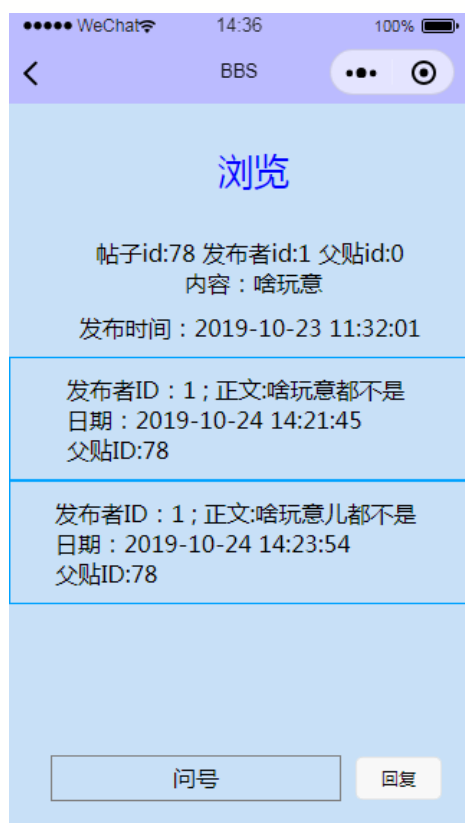 WeChat 14:36 100%
BBS
浏览
帖子id:78 发布者id:1 父贴id:0
内容：啥玩意
发布时间：2019-10-23 11:32:01
发布者ID：1；正文:啥玩意都不是
日期：2019-10-24 14:21:45
父贴ID:78
发布者ID：1；正文:啥玩意儿都不是
日期：2019-10-24 14:23:54
父贴ID:78
问号 回复